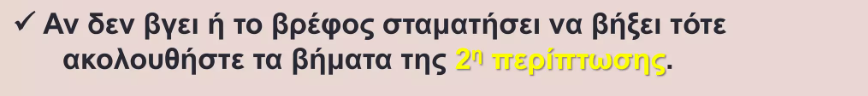 ✓ Αν δεν βγει ή το βρέφος σταματήσει να βήξει τότε
ακολουθήστε τα βήματα της 2η περίπτωσης.